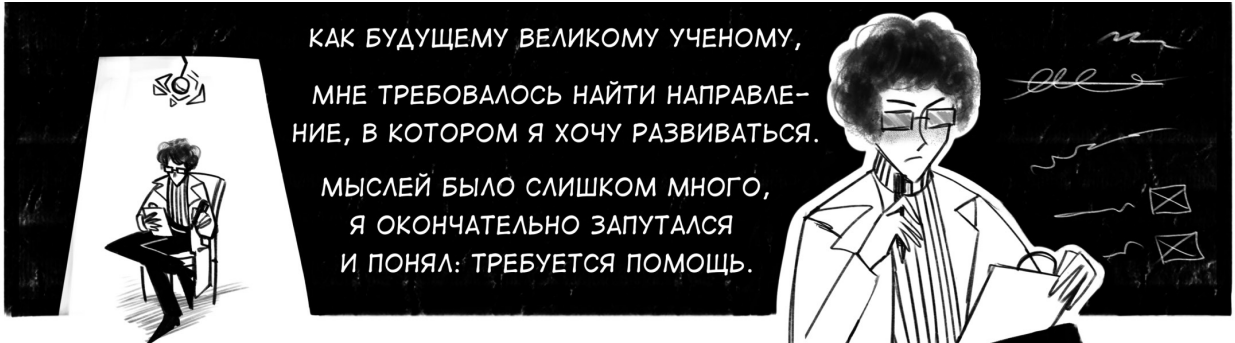 КАК БУДУЩЕМУ ВЕЛИКОМУ УЧЕНОМУ,
МНЕ ТРЕБОВАЛОСЬ НАЙТИ НАПРАВЛЕ-
НИЕ, В КОТОРОМ Я ХОЧУ РАЗВИВАТЬСЯ.
МЫСЛЕЙ БЫЛО СЛИШКОМ МНОГО,
Я ОКОНЧАТЕЛЬНО ЗАПУТАЛСЯ
И ПОНЯЛ: ТРЕБУЕТСЯ ПОМОЩЬ.